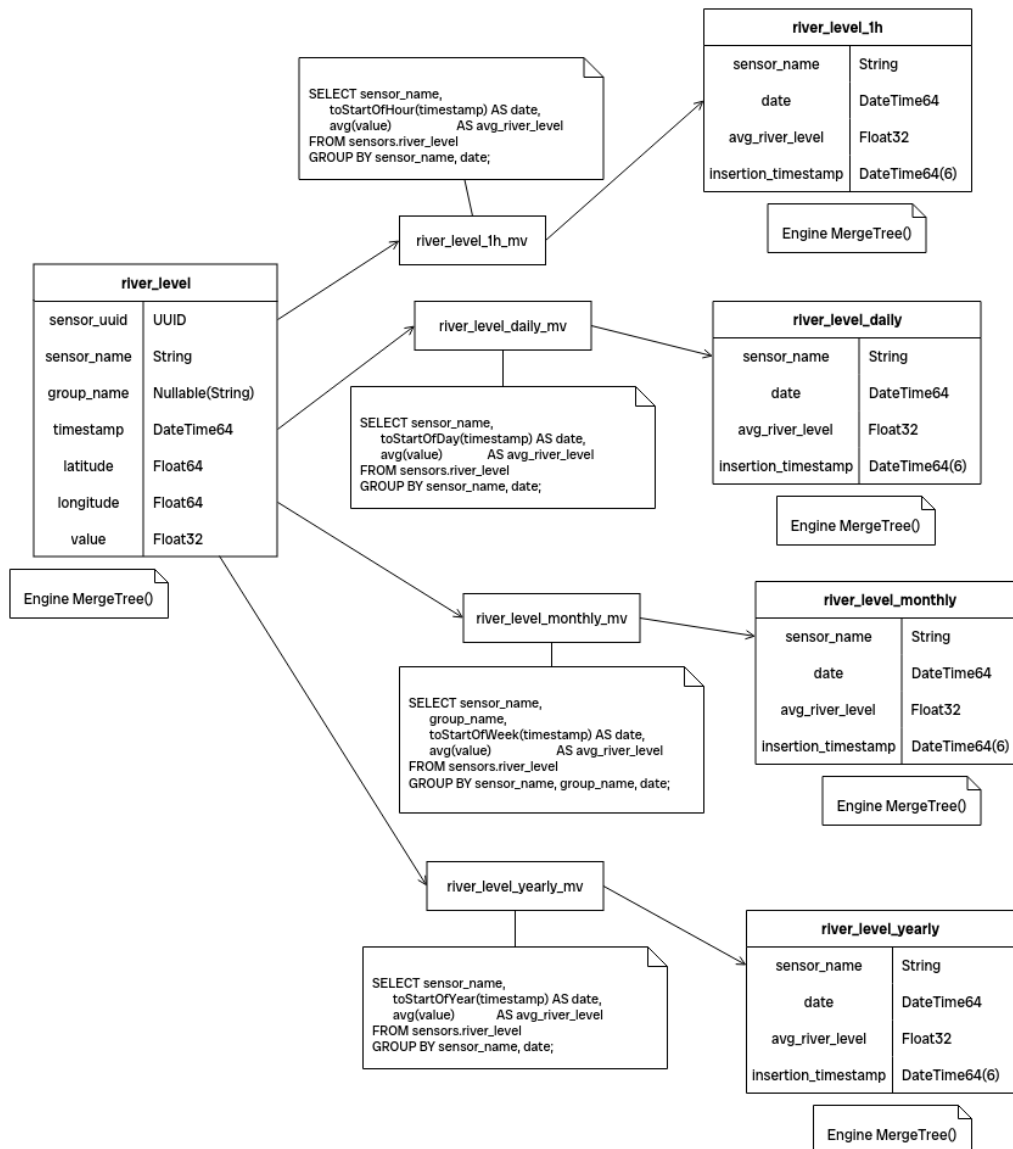 river_level_1h
sensor_name String
date DateTime64
avg_river_level Float32
insertion_timestamp DateTime64(6)
Engine MergeTree()
SELECT sensor_name,
toStartOfHour(timestamp) AS date,
avg(value) AS avg_river_level
FROM sensors.river_level
GROUP BY sensor_name, date;
river_level_1h_mv
river_level
sensor_uuid UUID
sensor_name String
group_name Nullable(String)
timestamp DateTime64
latitude Float64
longitude Float64
value Float32
Engine MergeTree()
river_level_daily_mv
SELECT sensor_name,
toStartOfDay(timestamp) AS date,
avg(value) AS avg_river_level
FROM sensors.river_level
GROUP BY sensor_name, date;
river_level_daily
sensor_name String
date DateTime64
avg_river_level Float32
insertion_timestamp DateTime64(6)
Engine MergeTree()
river_level_monthly_mv
SELECT sensor_name,
group_name,
toStartOfWeek(timestamp) AS date,
avg(value) AS avg_river_level
FROM sensors.river_level
GROUP BY sensor_name, group_name, date;
river_level_monthly
sensor_name String
date DateTime64
avg_river_level Float32
insertion_timestamp DateTime64(6)
Engine MergeTree()
river_level_yearly_mv
SELECT sensor_name,
toStartOfYear(timestamp) AS date,
avg(value) AS avg_river_level
FROM sensors.river_level
GROUP BY sensor_name, date;
river_level_yearly
sensor_name String
date DateTime64
avg_river_level Float32
insertion_timestamp DateTime64(6)
Engine MergeTree()